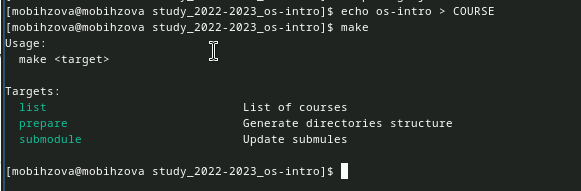 [mobihzova@mobihzova study_2022-2023_os-intro]$ echo os-intro > COURSE
[mobihzova@mobihzova study_2022-2023_os-intro]$ make
Usage:
  make <target>

Targets:
  list                            List of courses
  prepare                         Generate directories structure
  submodule                       Update submules

[mobihzova@mobihzova study_2022-2023_os-intro]$